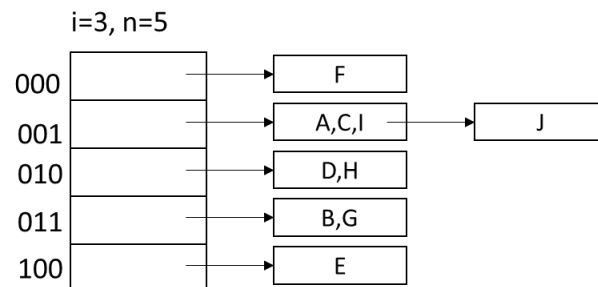 i=3, n=5
000 F
001 A,C,I J
010 D,H
011 B,G
100 E